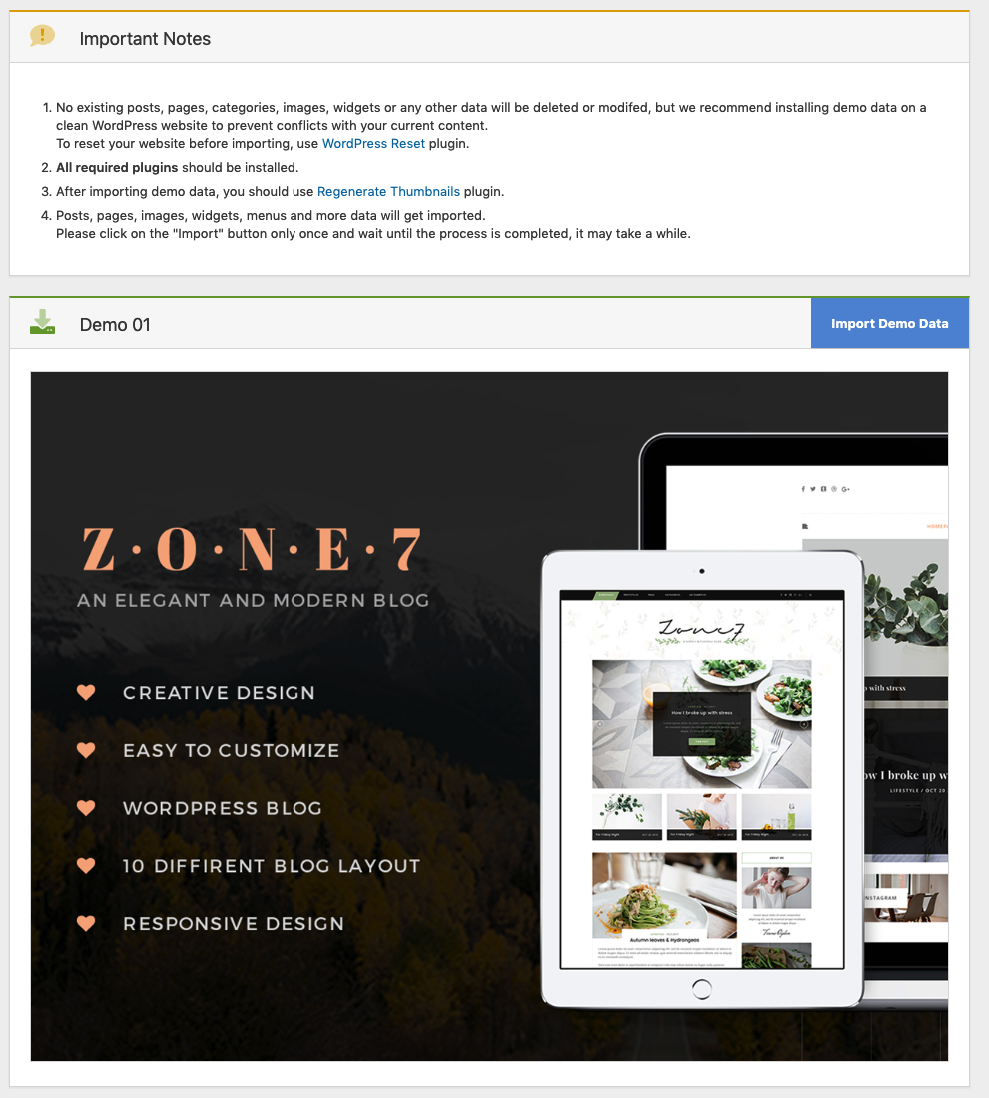 Important Notes
1. No existing posts, pages, categories, images, widgets or any other data will be deleted or modifed, but we recommend installing demo data on a
clean WordPress website to prevent conflicts with your current content.
To reset your website before importing, use WordPress Reset plugin.
2. All required plugins should be installed.
3. After importing demo data, you should use Regenerate Thumbnails plugin.
4. Posts, pages, images, widgets, menus and more data will get imported.
Please click on the "Import" button only once and wait until the process is completed, it may take a while.
Demo 01
Import Demo Data
Z·O·N·E·7
AN ELEGANT AND MODERN BLOG
CREATIVE DESIGN
EASY TO CUSTOMIZE
WORDPRESS BLOG
10 DIFFIRENT BLOG LAYOUT
RESPONSIVE DESIGN
Zone7
How I broke up with stress
ABOUT ME
Autumn leaves & Hydrangeas
with stress
I broke up
LIFESTYLE / OCT 20